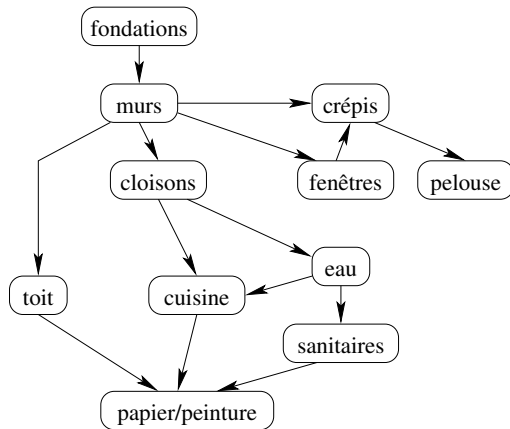 fondations
murs
crépis
cloisons
fenêtres
pelouse
eau
toit
cuisine
sanitaires
papier/peinture